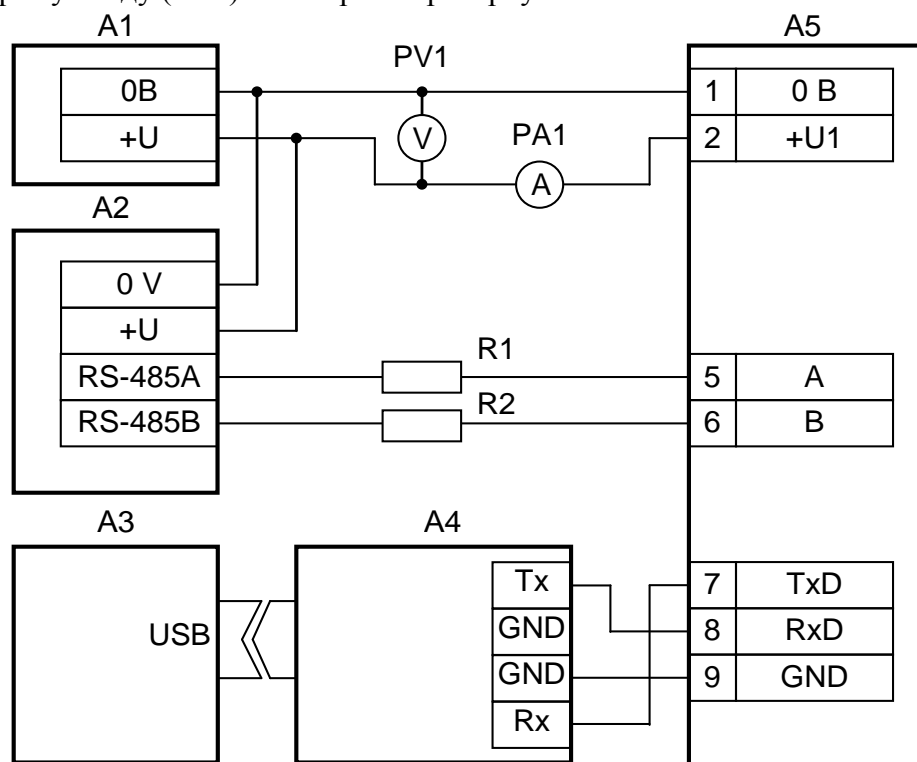 A1
A5
PV1
0В
1
0 В
+U
V
PA1
2
+U1
A
A2
0 V
+U
R1
RS-485A
5
A
R2
RS-485B
6
B
A3
A4
Tx
7
TxD
USB
GND
8
RxD
GND
9
GND
Rx